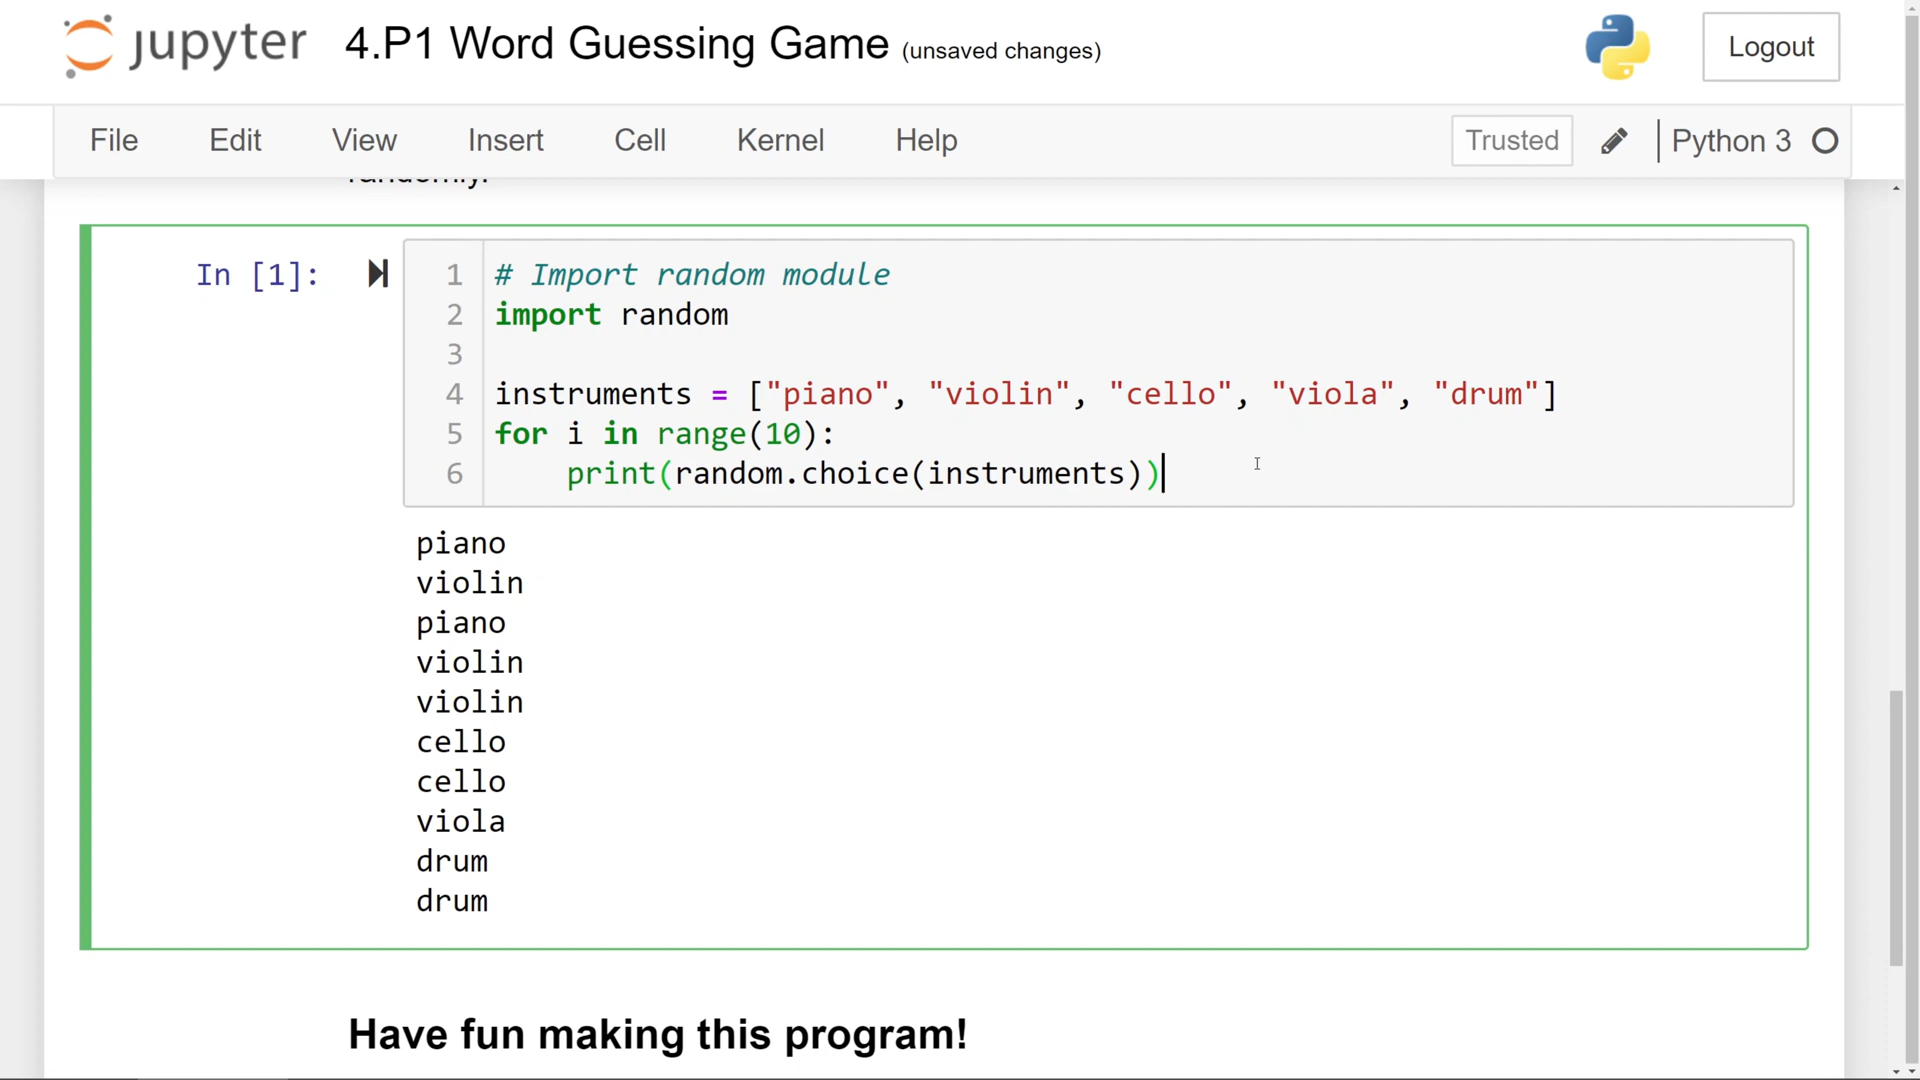 jupyter 4.P1 Word Guessing Game (unsaved changes) Logout
File Edit View Insert Cell Kernel Help Trusted Python 3
randomly.
In [1]:
1 # Import random module
2 import random
3
4 instruments = ["piano", "violin", "cello", "viola", "drum"]
5 for i in range(10):
6     print(random.choice(instruments))
piano
violin
piano
violin
violin
cello
cello
viola
drum
drum
Have fun making this program!